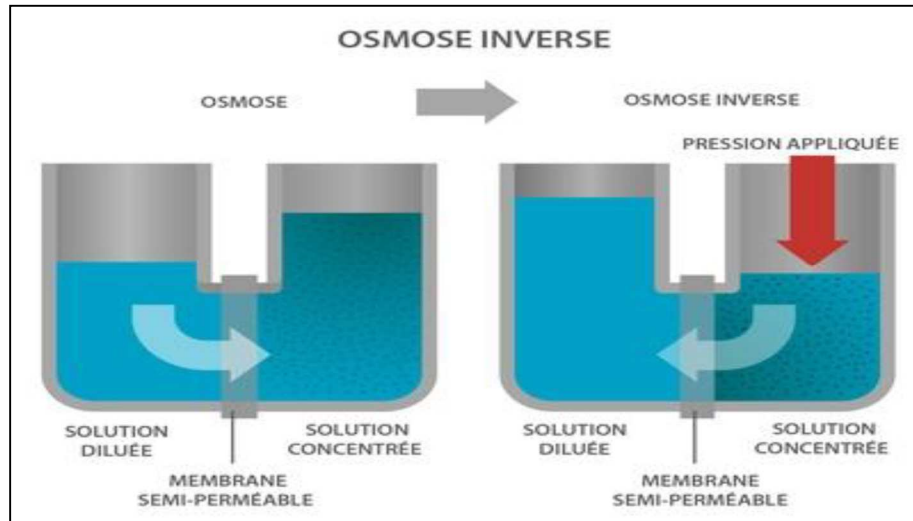 OSMOSE INVERSE
OSMOSE
OSMOSE INVERSE
PRESSION APPLIQUÉE
SOLUTION
DILUÉE
SOLUTION
CONCENTRÉE
MEMBRANE
SEMI-PERMÉABLE
SOLUTION
DILUÉE
SOLUTION
CONCENTRÉE
MEMBRANE
SEMI-PERMÉABLE